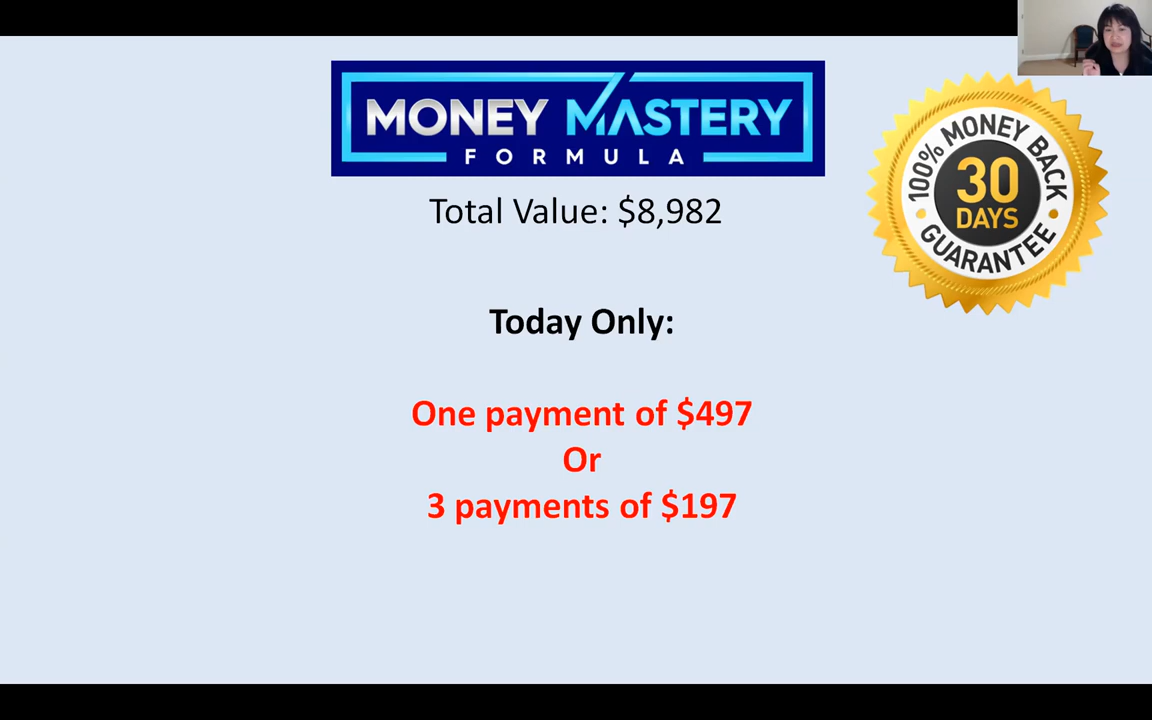 MONEY MASTERY
FORMULA
100% MONEY BACK
30
DAYS
GUARANTEE
Total Value: $8,982
Today Only:
One payment of $497
Or
3 payments of $197